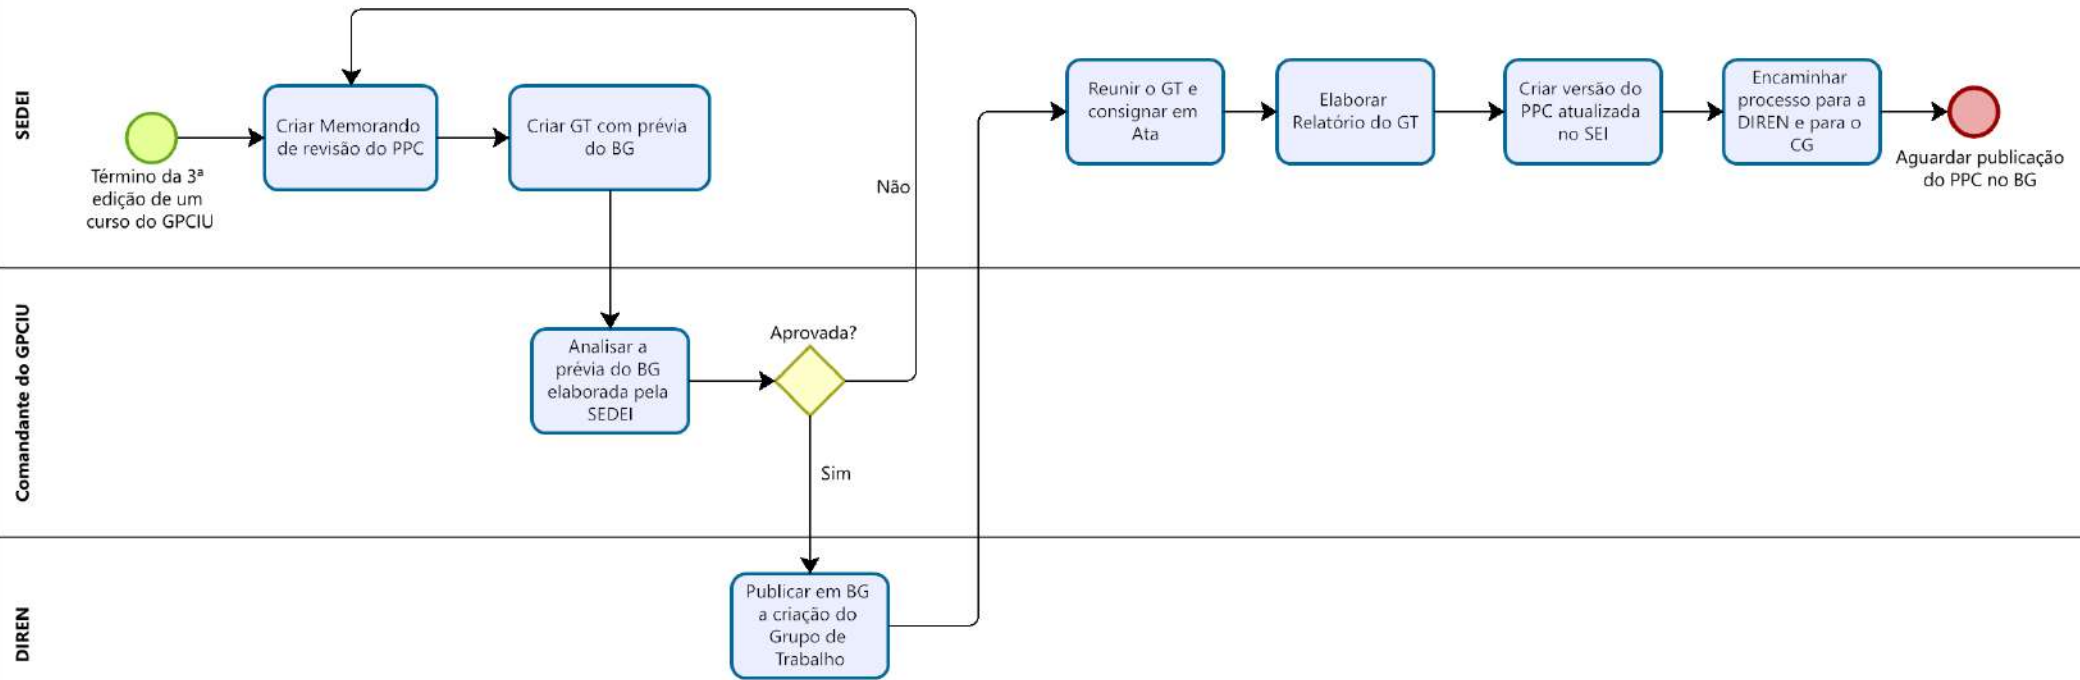 SEDEI
Término da 3ª
edição de um
curso do GPCIU
Criar Memorando
de revisão do PPC
Criar GT com prévia
do BG
Não
Reunir o GT e
consignar em
Ata
Elaborar
Relatório do GT
Criar versão do
PPC atualizada
no SEI
Encaminhar
processo para a
DIREN e para o
CG
Aguardar publicação
do PPC no BG
Comandante do GPCIU
Analisar a
prévia do BG
elaborada pela
SEDEI
Aprovada?
Sim
DIREN
Publicar em BG
a criação do
Grupo de
Trabalho